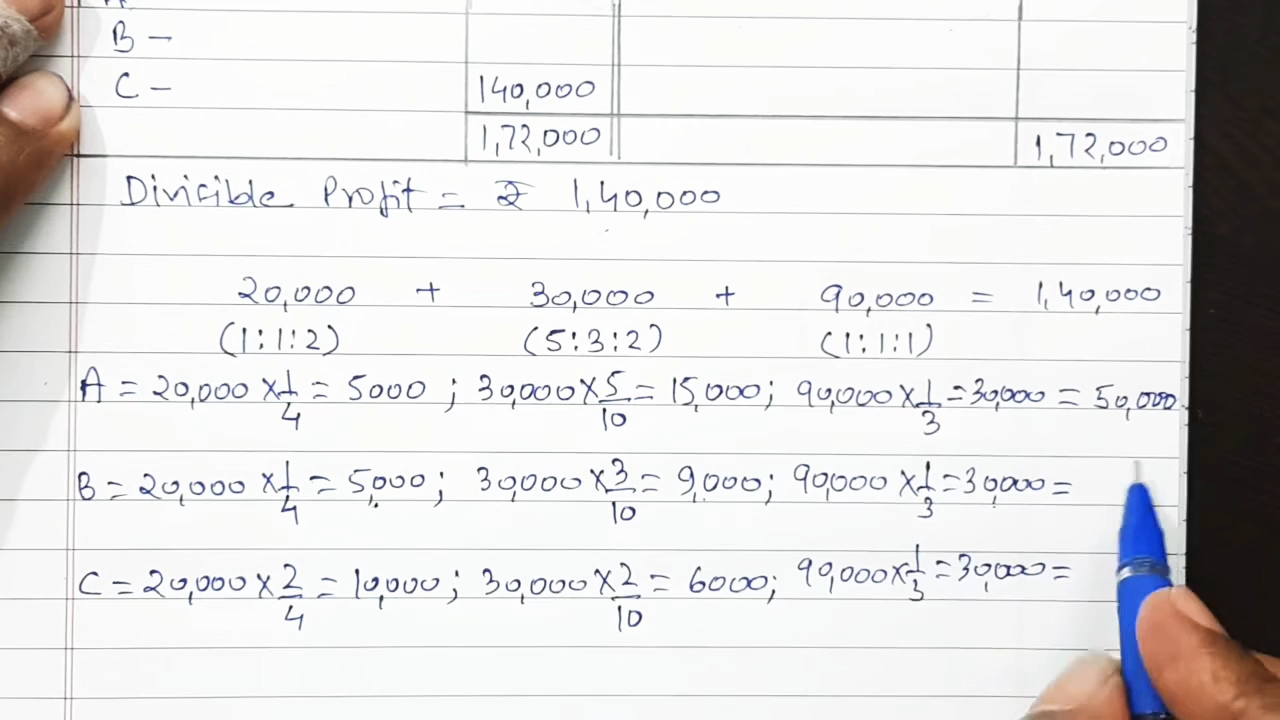 B -
C - 140,000
1,72,000 1,72,000
Divisible Profit = ₹ 1,40,000
20,000 + 30,000 + 90,000 = 1,40,000
(1:1:2) (5:3:2) (1:1:1)
A = 20,000 × 1/4 = 5000 ; 30,000 × 5/10 = 15,000; 90,000 × 1/3 = 30,000 = 50,000
B = 20,000 × 1/4 = 5,000; 30,000 × 3/10 = 9,000; 90,000 × 1/3 = 30,000 =
C = 20,000 × 2/4 = 10,000; 30,000 × 2/10 = 6000; 90,000 × 1/3 = 30,000 =